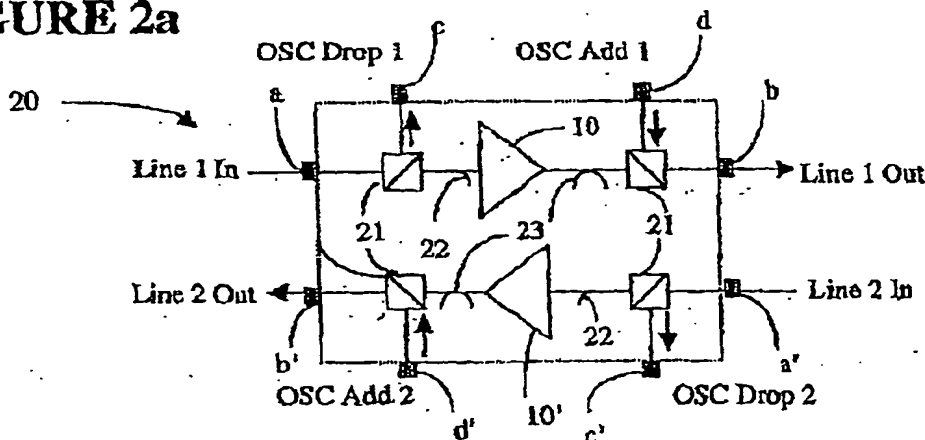 GURE 2a
OSC Drop 1
c
OSC Add 1
d
20
a
10
b
Line 1 In
Line 1 Out
21
22
23
21
Line 2 Out
Line 2 In
22
b'
a'
OSC Add 2
d'
10'
c'
OSC Drop 2